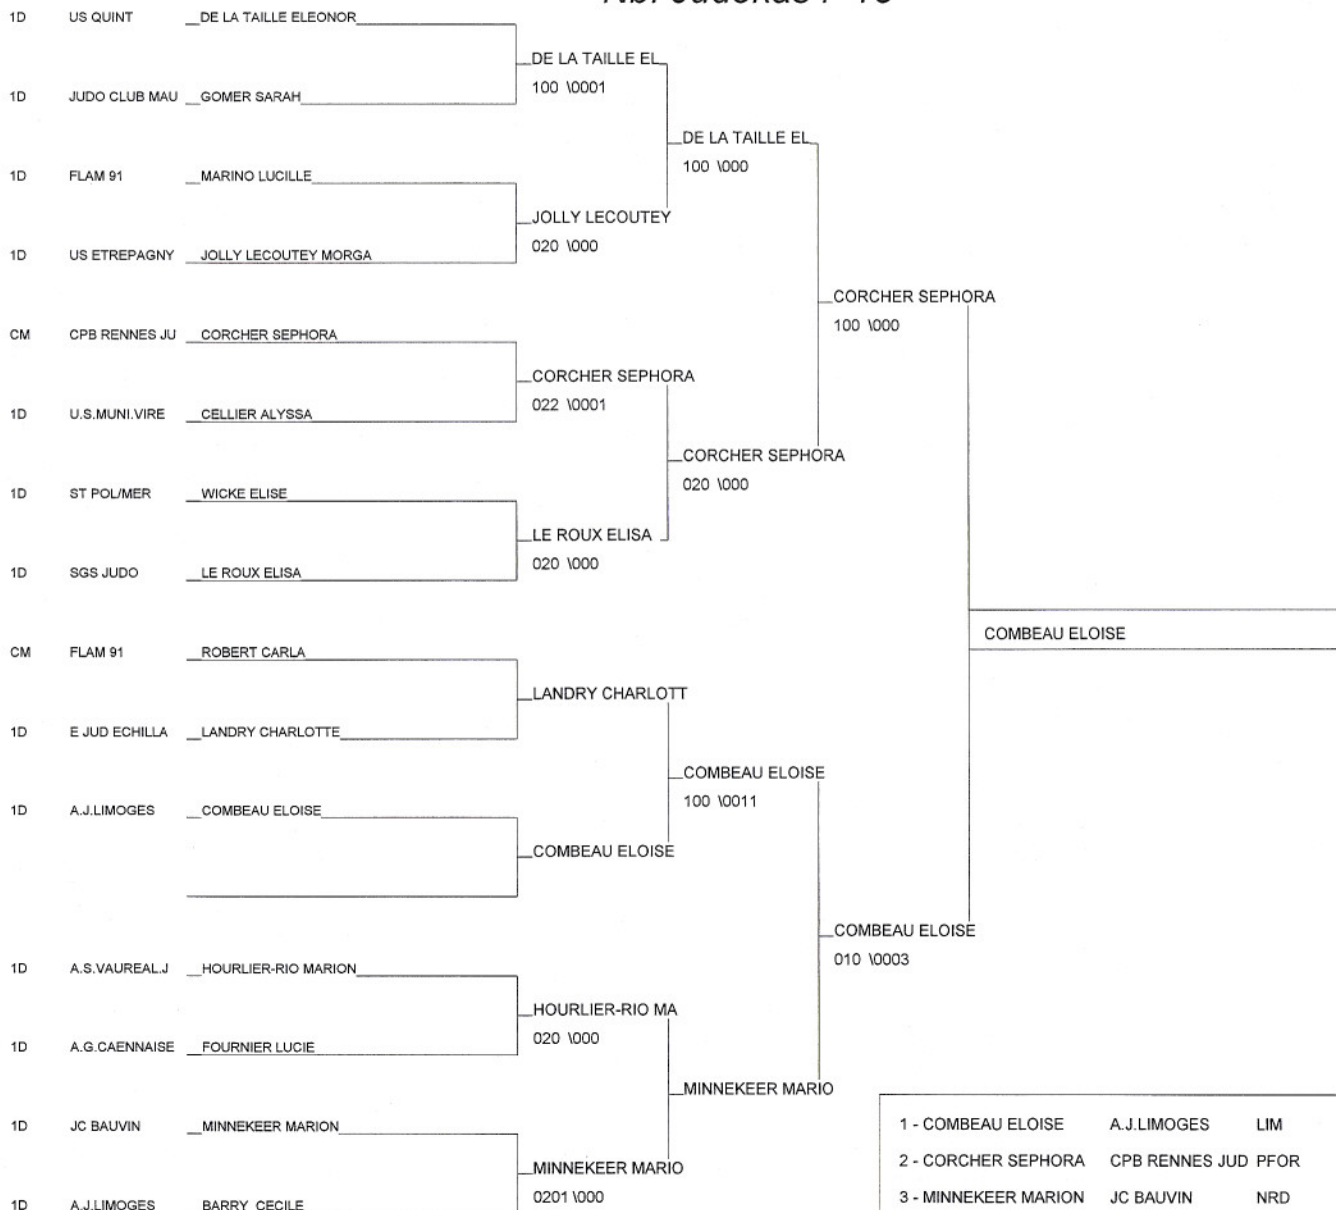 1D US QUINT DE LA TAILLE ELEONOR
DE LA TAILLE EL
100 \0001
1D JUDO CLUB MAU GOMER SARAH
DE LA TAILLE EL
100 \000
1D FLAM 91 MARINO LUCILLE
JOLLY LECOUTEY
020 \000
1D US ETREPAGNY JOLLY LECOUTEY MORGA
CORCHER SEPHORA
100 \000
CM CPB RENNES JU CORCHER SEPHORA
CORCHER SEPHORA
022 \0001
1D U.S.MUNI.VIRE CELLIER ALYSSA
CORCHER SEPHORA
020 \000
1D ST POL/MER WICKE ELISE
LE ROUX ELISA
020 \000
1D SGS JUDO LE ROUX ELISA
COMBEAU ELOISE
CM FLAM 91 ROBERT CARLA
LANDRY CHARLOTT
1D E JUD ECHILLA LANDRY CHARLOTTE
COMBEAU ELOISE
100 \0011
1D A.J.LIMOGES COMBEAU ELOISE
COMBEAU ELOISE
COMBEAU ELOISE
010 \0003
1D A.S.VAUREAL.J HOURLIER-RIO MARION
HOURLIER-RIO MA
020 \000
1D A.G.CAENNAISE FOURNIER LUCIE
MINNEKEER MARIO
1D JC BAUVIN MINNEKEER MARION
MINNEKEER MARIO
0201 \000
1D A.J.LIMOGES BARRY CECILE
1 - COMBEAU ELOISE A.J.LIMOGES LIM
2 - CORCHER SEPHORA CPB RENNES JUD PFOR
3 - MINNEKEER MARION JC BAUVIN NRD